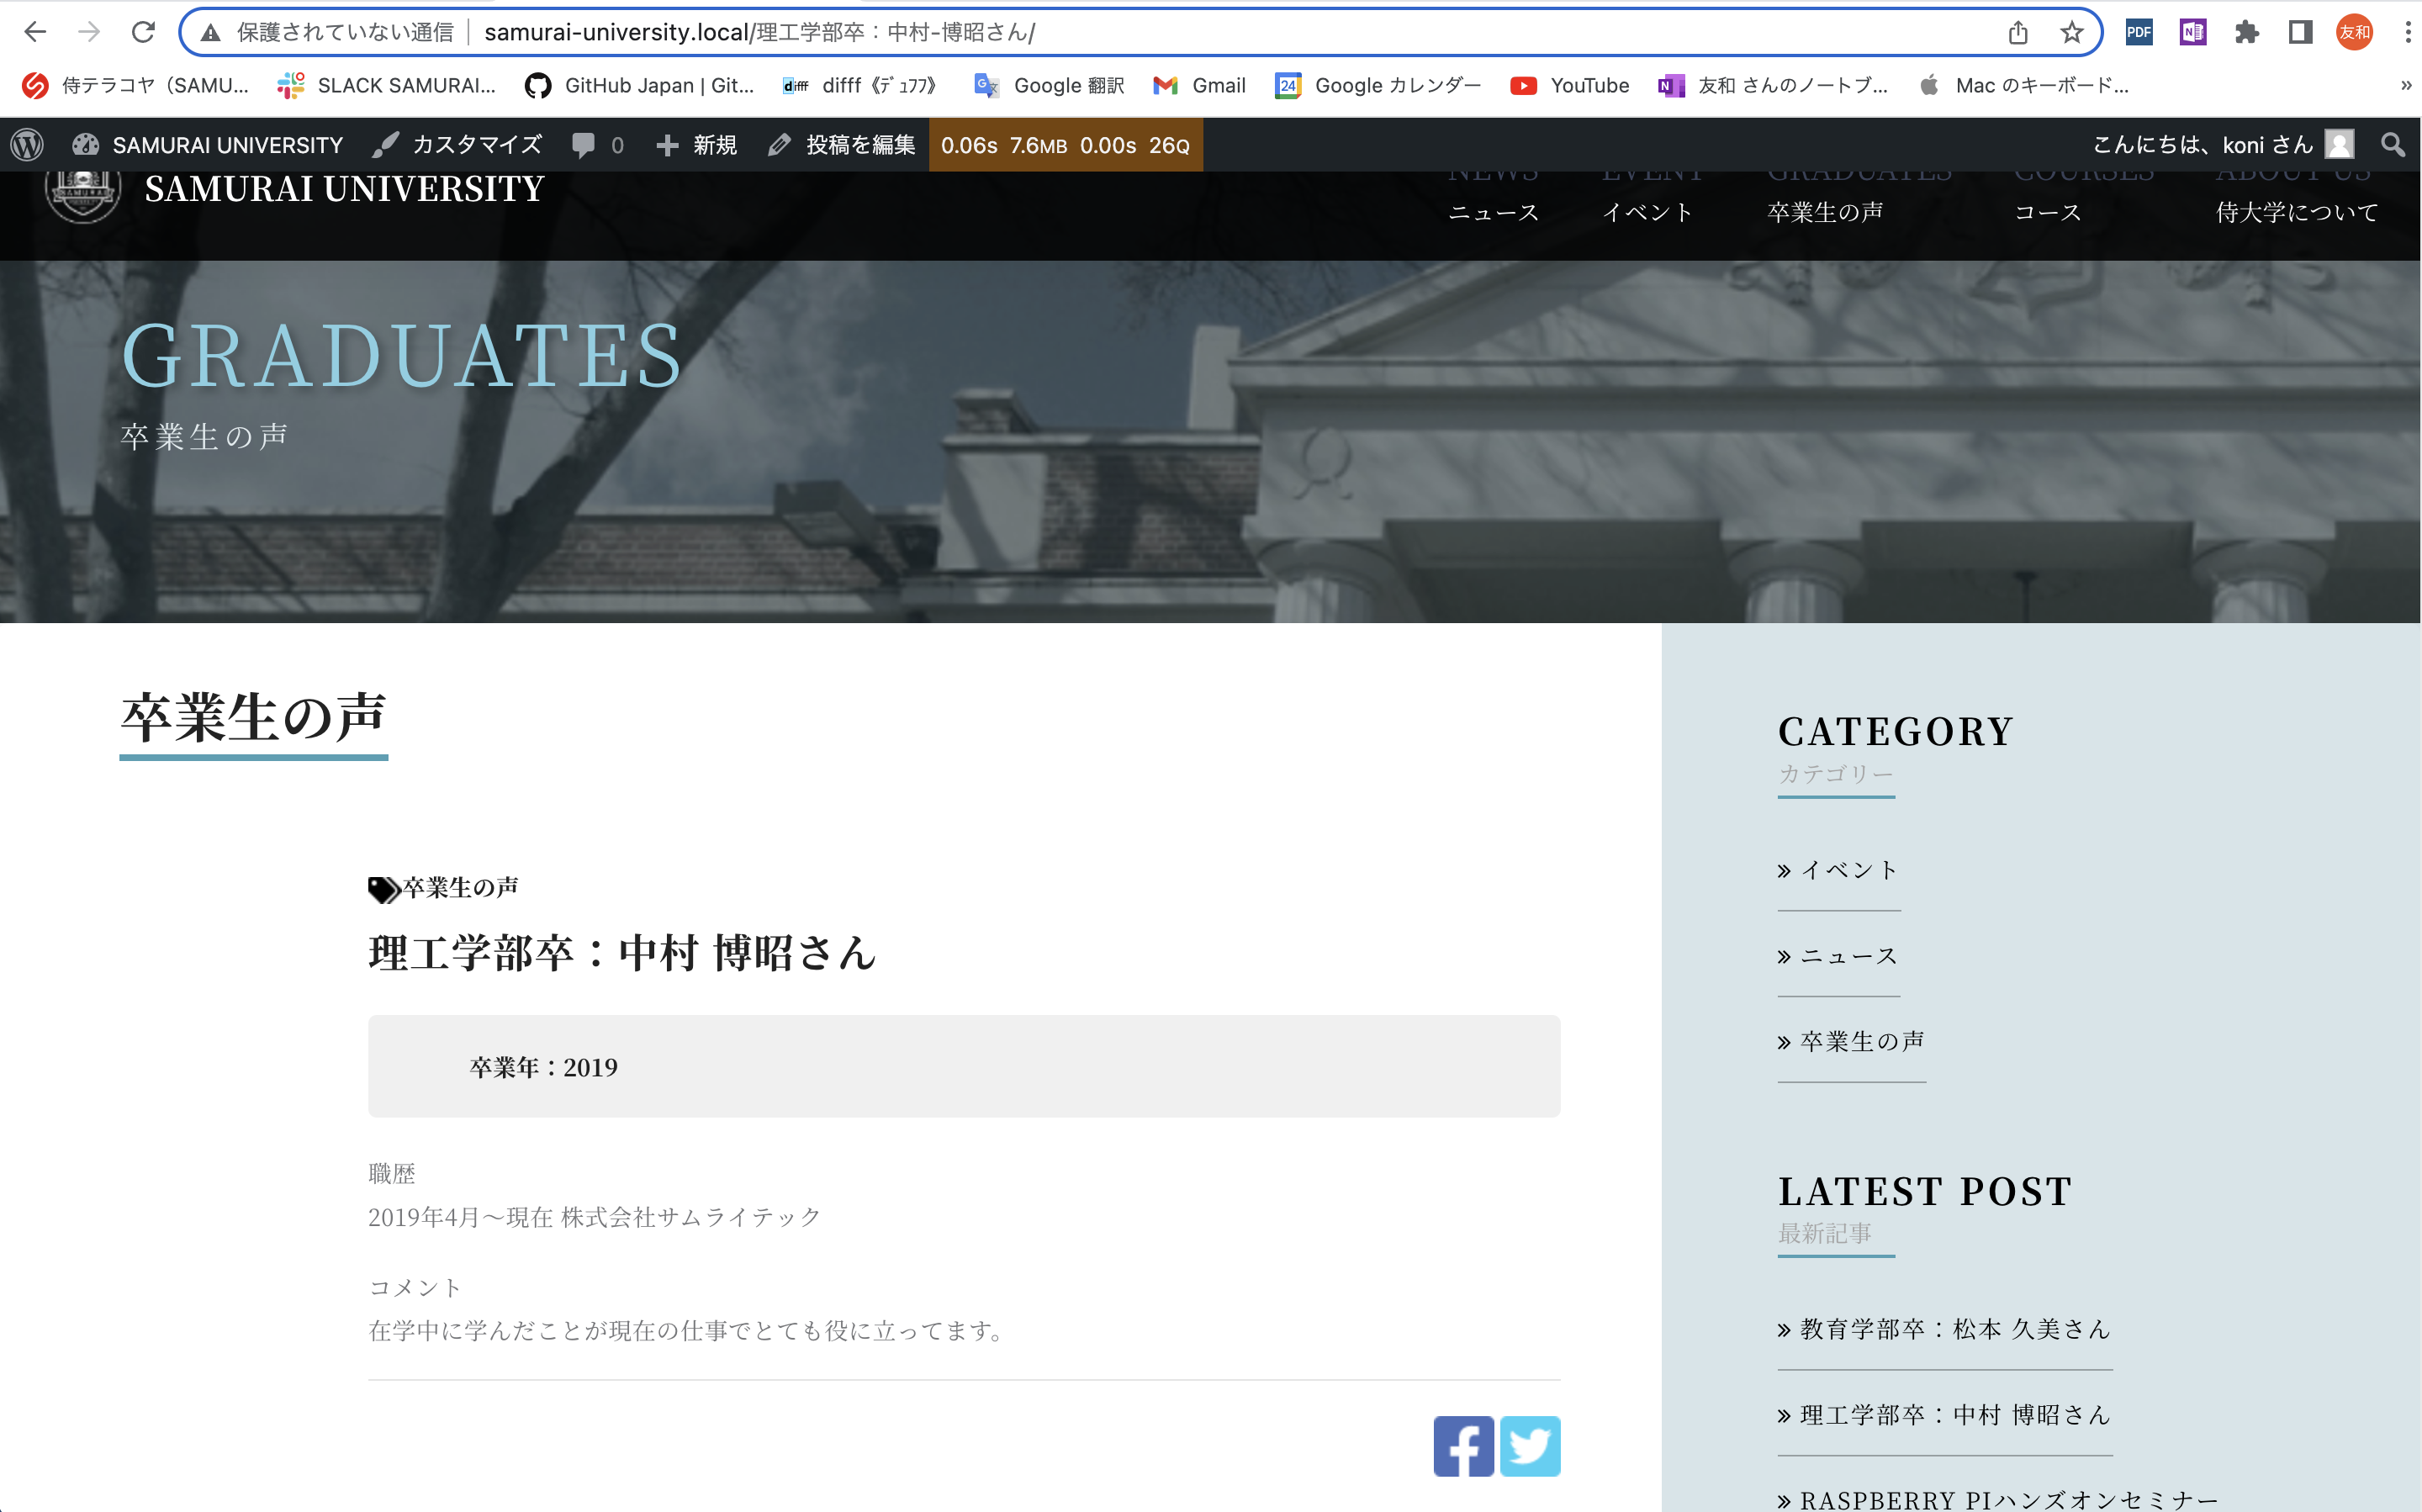 保護されていない通信 samurai-university.local/理工学部卒：中村-博昭さん/
PDF
N
友和
侍テラコヤ（SAMU...
SLACK SAMURAI...
GitHub Japan | Git...
difff
difff《ﾃﾞｭﾌﾌ》
Google 翻訳
Gmail
24
Google カレンダー
YouTube
N
友和 さんのノートブ...
Mac のキーボード...
»
SAMURAI UNIVERSITY
カスタマイズ
0
新規
投稿を編集
0.06s 7.6MB 0.00s 26Q
こんにちは、koni さん
SAMURAI UNIVERSITY
NEWS
ニュース
EVENT
イベント
GRADUATES
卒業生の声
COURSES
コース
ABOUT US
侍大学について
GRADUATES
卒業生の声
卒業生の声
卒業生の声
理工学部卒：中村 博昭さん
卒業年：2019
職歴
2019年4月〜現在 株式会社サムライテック
コメント
在学中に学んだことが現在の仕事でとても役に立ってます。
CATEGORY
カテゴリー
» イベント
» ニュース
» 卒業生の声
LATEST POST
最新記事
» 教育学部卒：松本 久美さん
» 理工学部卒：中村 博昭さん
» RASPBERRY PIハンズオンセミナー